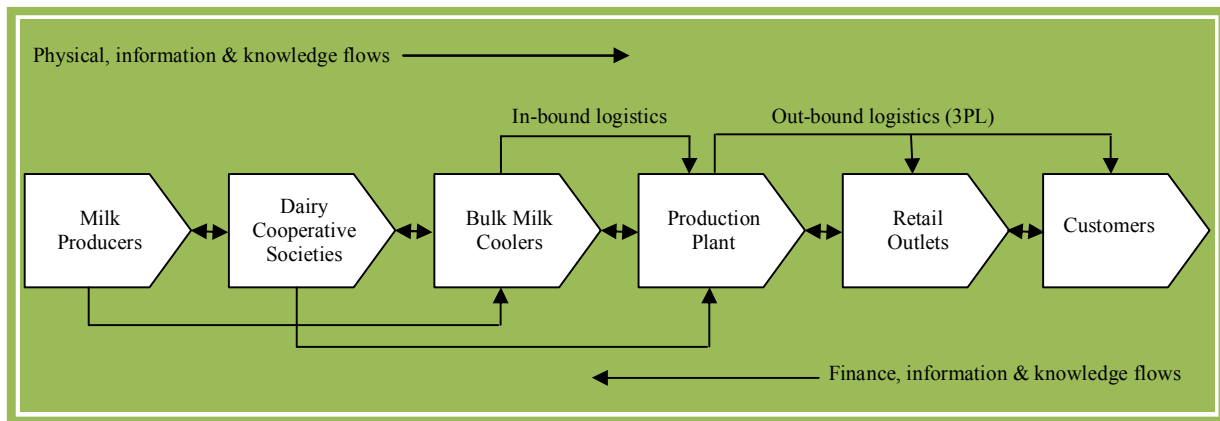 Physical, information & knowledge flows
In-bound logistics
Out-bound logistics (3PL)
Milk
Producers
Dairy
Cooperative
Societies
Bulk Milk
Coolers
Production
Plant
Retail
Outlets
Customers
Finance, information & knowledge flows